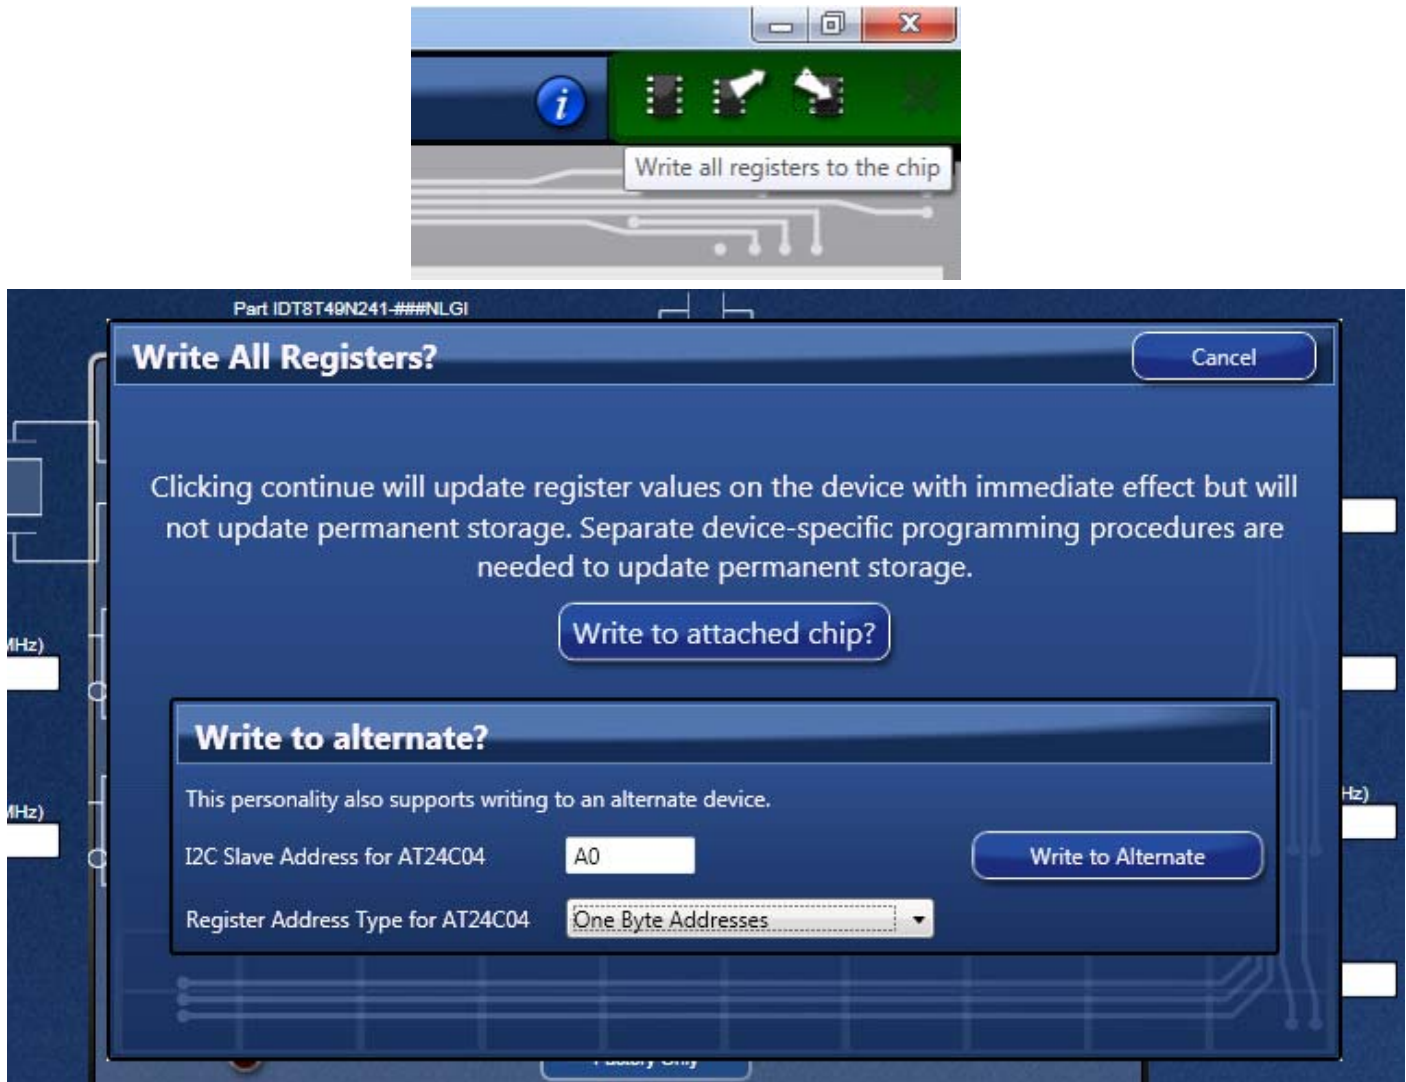 i
Write all registers to the chip
Part IDT8T49N241-###NLGI
Write All Registers?
Cancel
Clicking continue will update register values on the device with immediate effect but will
not update permanent storage. Separate device-specific programming procedures are
needed to update permanent storage.
Write to attached chip?
MHz)
Write to alternate?
This personality also supports writing to an alternate device.
MHz)
Hz)
I2C Slave Address for AT24C04
A0
Write to Alternate
Register Address Type for AT24C04
One Byte Addresses
Factory Only